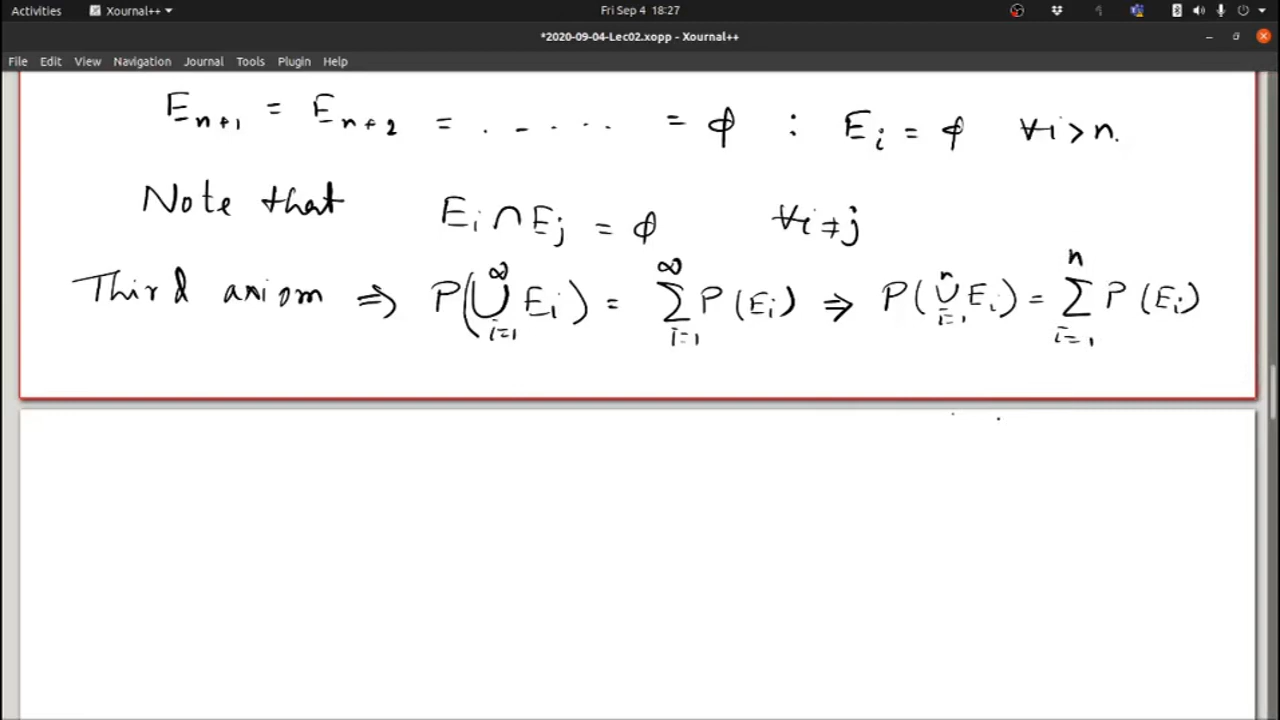 Activities Xournal++ Fri Sep 4 18:27
*2020-09-04-Lec02.xopp - Xournal++
File Edit View Navigation Journal Tools Plugin Help
E_{n+1} = E_{n+2} = . - . . . . = ϕ : E_i = ϕ ∀i > n.
Note that E_i ∩ E_j = ϕ ∀i ≠ j
Third axiom ⇒ P(⋃_{i=1}^{∞} E_i) = ∑_{i=1}^{∞} P(E_i) ⇒ P(⋃_{i=1}^{n} E_i) = ∑_{i=1}^{n} P(E_i)